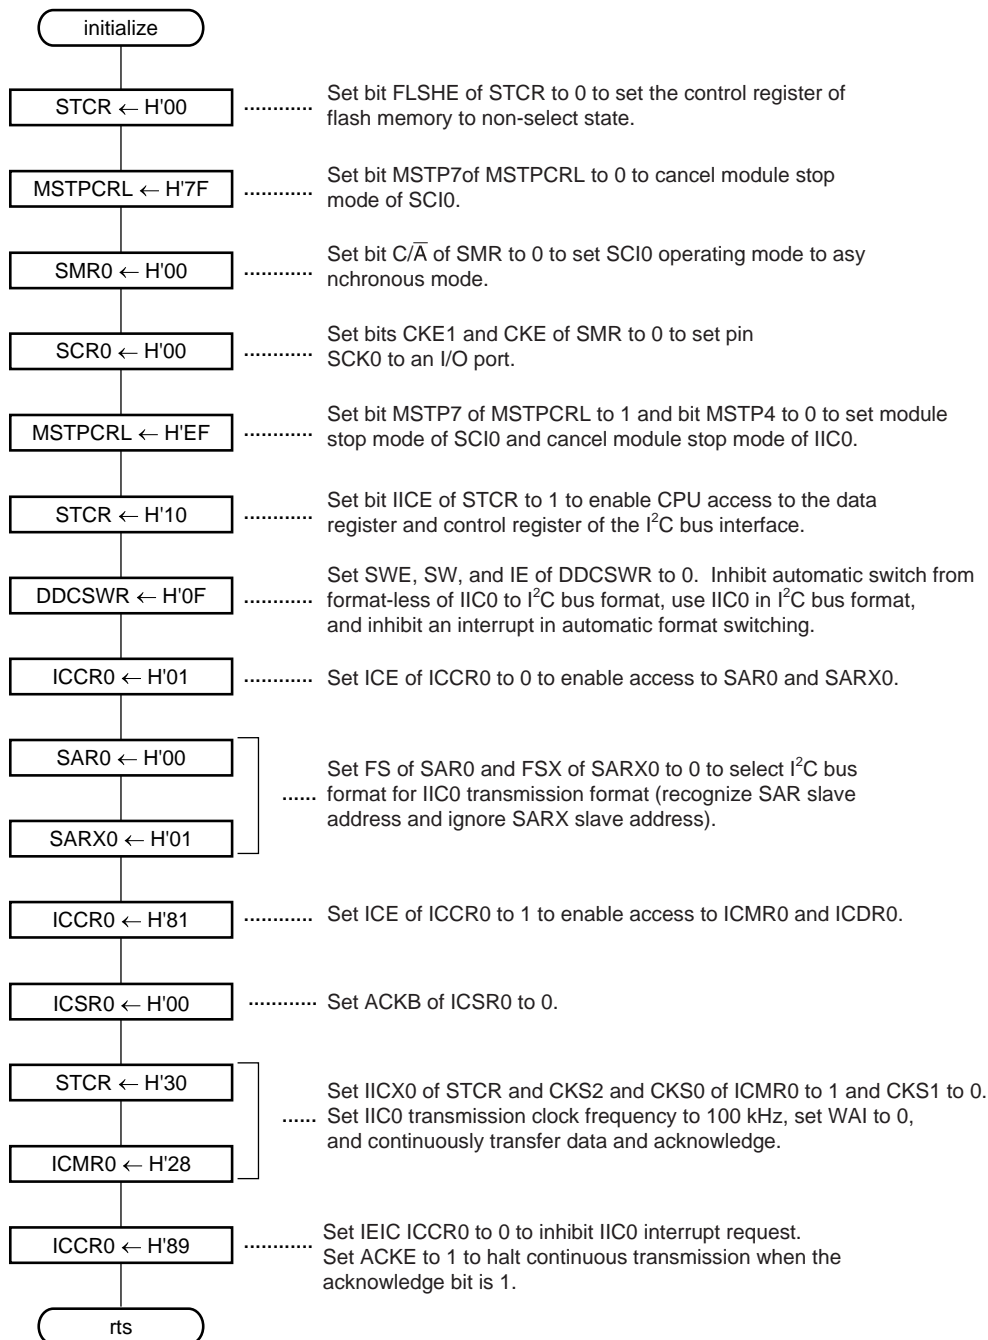 initialize
STCR ← H'00
Set bit FLSHE of STCR to 0 to set the control register of
flash memory to non-select state.
MSTPCRL ← H'7F
Set bit MSTP7of MSTPCRL to 0 to cancel module stop
mode of SCI0.
SMR0 ← H'00
Set bit C/A̅ of SMR to 0 to set SCI0 operating mode to asy
nchronous mode.
SCR0 ← H'00
Set bits CKE1 and CKE of SMR to 0 to set pin
SCK0 to an I/O port.
MSTPCRL ← H'EF
Set bit MSTP7 of MSTPCRL to 1 and bit MSTP4 to 0 to set module
stop mode of SCI0 and cancel module stop mode of IIC0.
STCR ← H'10
Set bit IICE of STCR to 1 to enable CPU access to the data
register and control register of the I²C bus interface.
DDCSWR ← H'0F
Set SWE, SW, and IE of DDCSWR to 0. Inhibit automatic switch from
format-less of IIC0 to I²C bus format, use IIC0 in I²C bus format,
and inhibit an interrupt in automatic format switching.
ICCR0 ← H'01
Set ICE of ICCR0 to 0 to enable access to SAR0 and SARX0.
SAR0 ← H'00
SARX0 ← H'01
Set FS of SAR0 and FSX of SARX0 to 0 to select I²C bus
format for IIC0 transmission format (recognize SAR slave
address and ignore SARX slave address).
ICCR0 ← H'81
Set ICE of ICCR0 to 1 to enable access to ICMR0 and ICDR0.
ICSR0 ← H'00
Set ACKB of ICSR0 to 0.
STCR ← H'30
ICMR0 ← H'28
Set IICX0 of STCR and CKS2 and CKS0 of ICMR0 to 1 and CKS1 to 0.
Set IIC0 transmission clock frequency to 100 kHz, set WAI to 0,
and continuously transfer data and acknowledge.
ICCR0 ← H'89
Set IEIC ICCR0 to 0 to inhibit IIC0 interrupt request.
Set ACKE to 1 to halt continuous transmission when the
acknowledge bit is 1.
rts